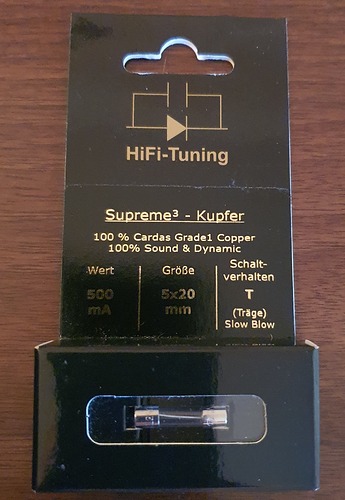 HiFi-Tuning
Supreme³ - Kupfer
100 % Cardas Grade1 Copper
100% Sound & Dynamic
Wert
500
mA
Größe
5x20
mm
Schalt-
verhalten
T
(Träge)
Slow Blow